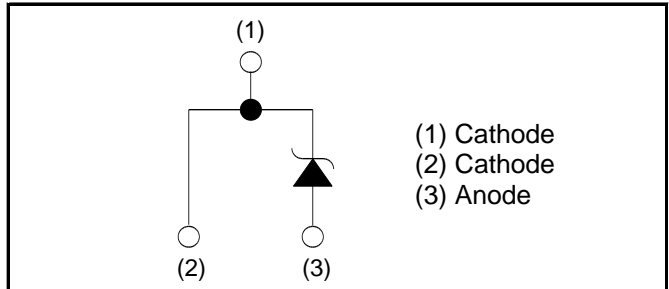 (1)
(1) Cathode
(2) Cathode
(3) Anode
(2) (3)